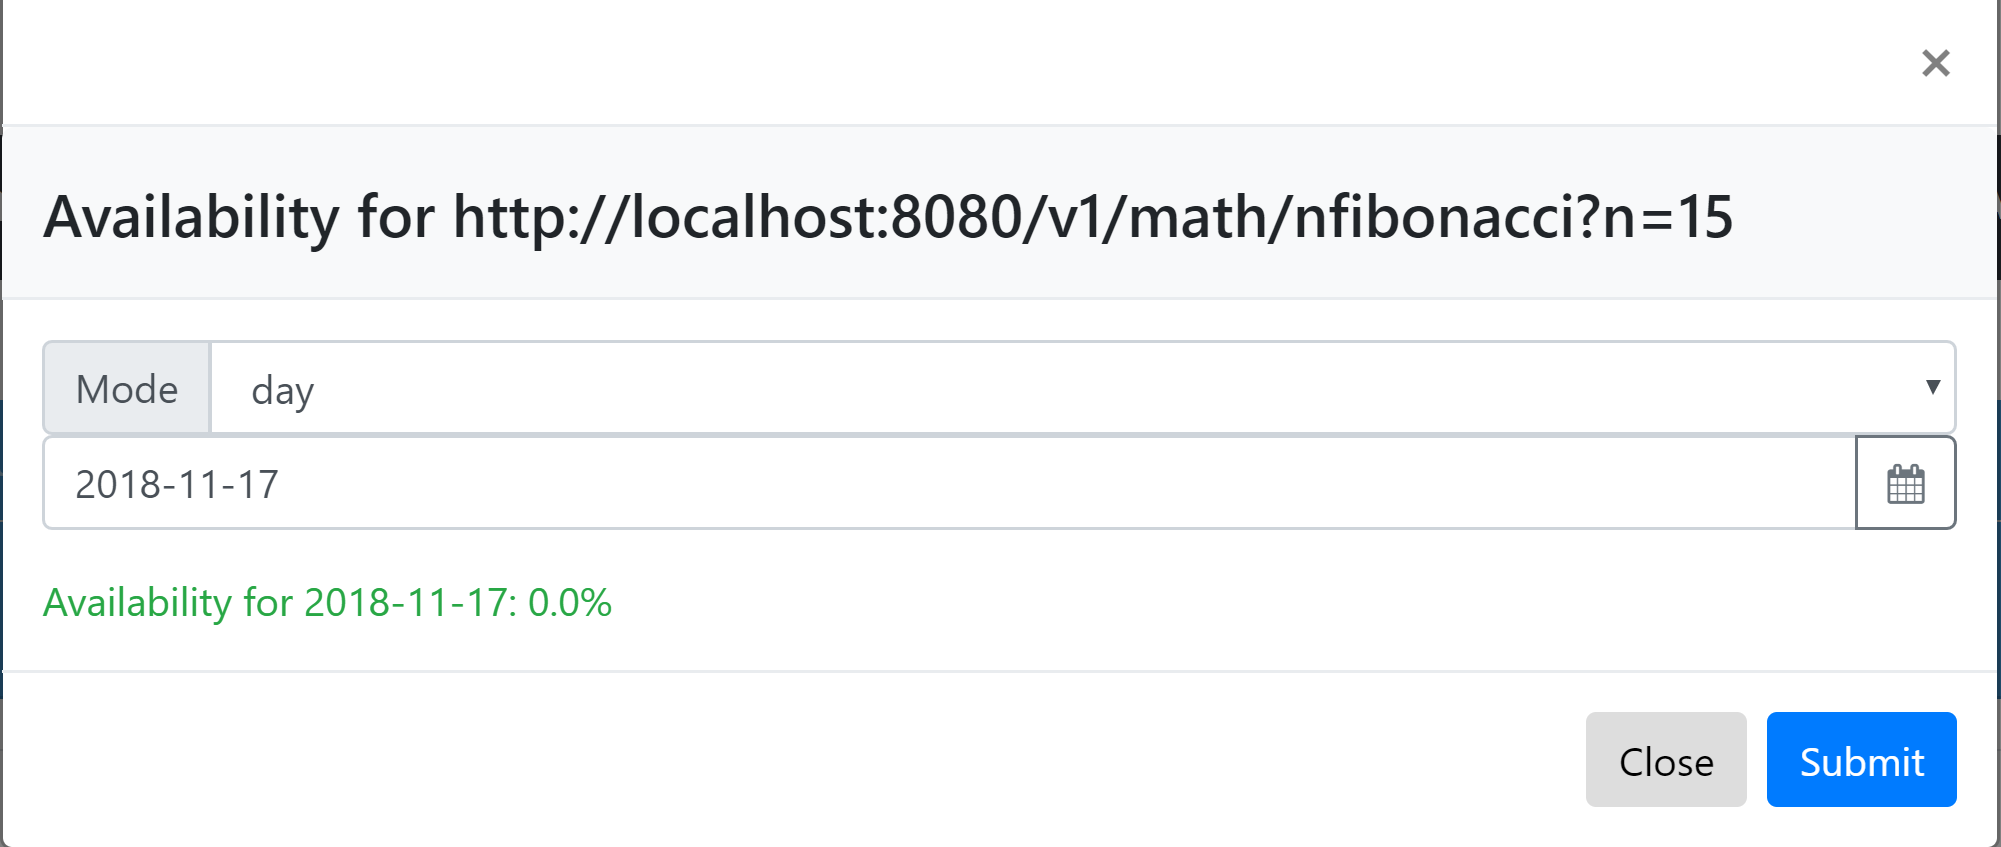 ×
Availability for http://localhost:8080/v1/math/nfibonacci?n=15
Mode day
2018-11-17
Availability for 2018-11-17: 0.0%
Close Submit